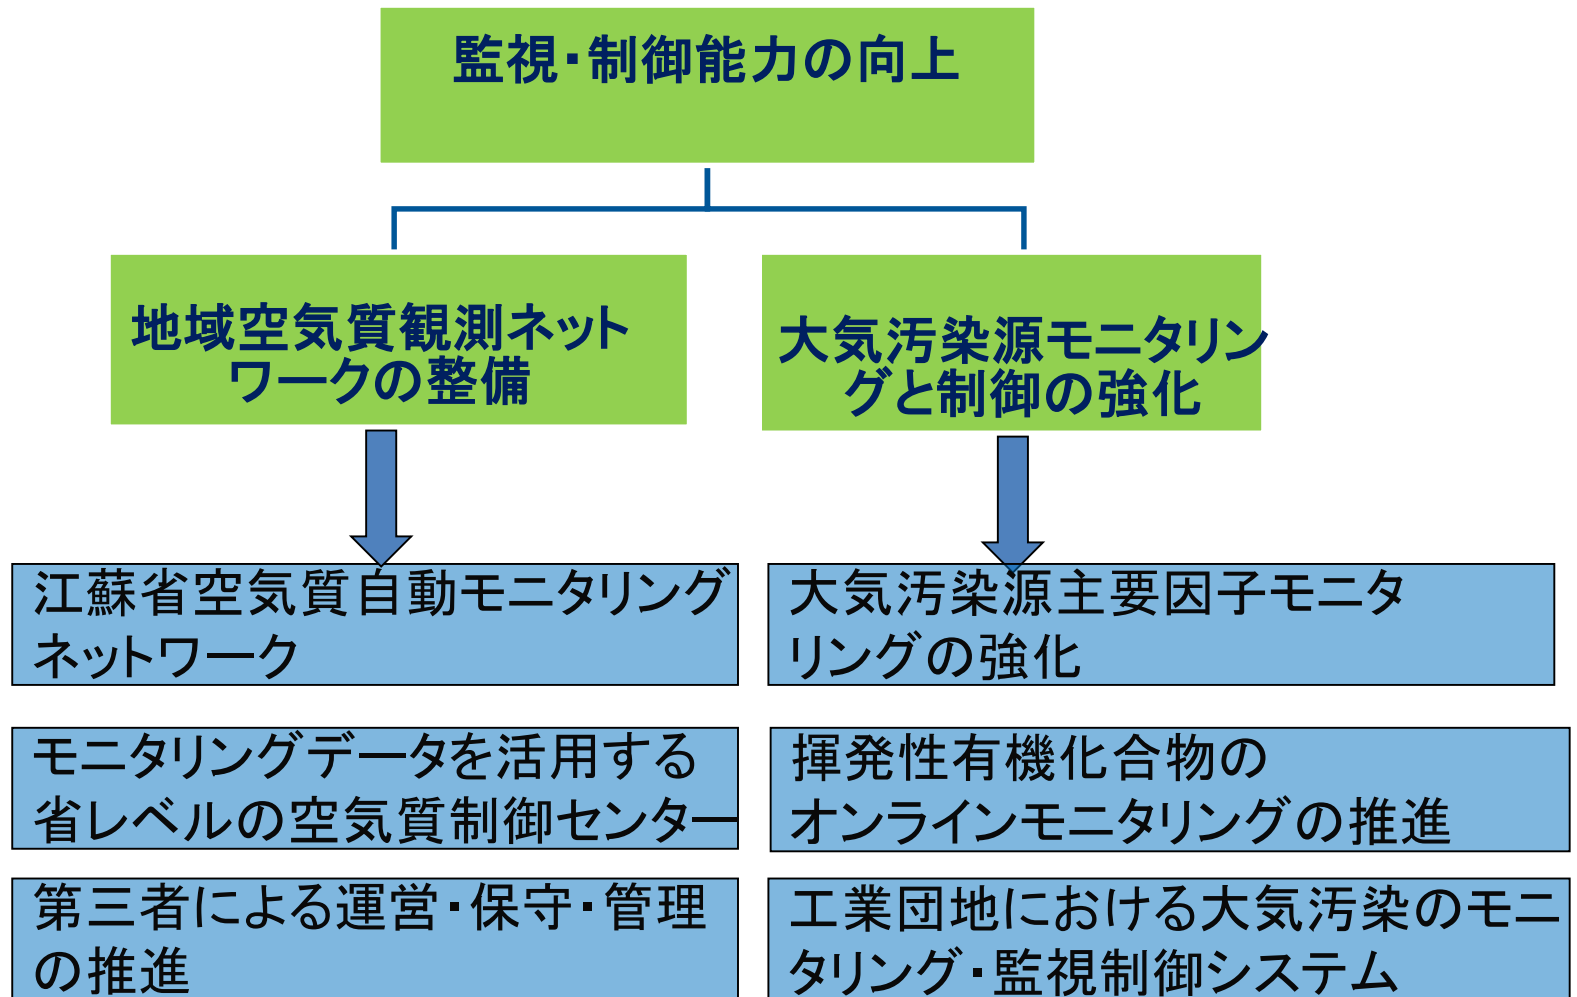 監視・制御能力の向上
地域空気質観測ネット
ワークの整備
大気汚染源モニタリン
グと制御の強化
江蘇省空気質自動モニタリング
ネットワーク
モニタリングデータを活用する
省レベルの空気質制御センター
第三者による運営・保守・管理
の推進
大気汚染源主要因子モニタ
リングの強化
揮発性有機化合物の
オンラインモニタリングの推進
工業団地における大気汚染のモニ
タリング・監視制御システム